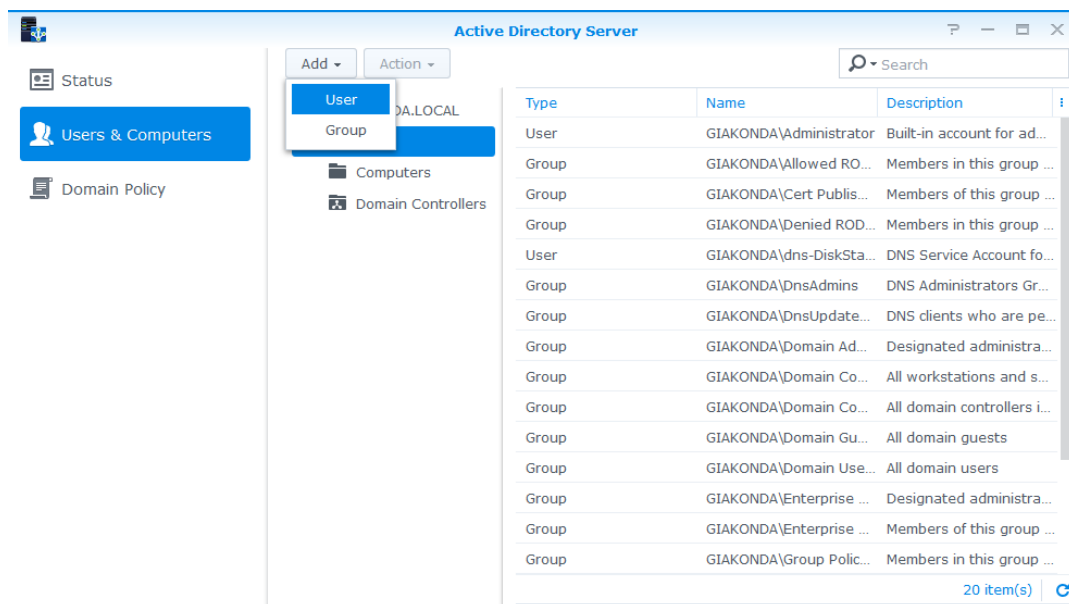 Active Directory Server
Add Action Search
Status
Users & Computers
Domain Policy
User
Group
DA.LOCAL
Computers
Domain Controllers
Type Name Description
User GIAKONDA\Administrator Built-in account for ad...
Group GIAKONDA\Allowed RO... Members in this group ...
Group GIAKONDA\Cert Publis... Members of this group ...
Group GIAKONDA\Denied ROD... Members in this group ...
User GIAKONDA\dns-DiskSta... DNS Service Account fo...
Group GIAKONDA\DnsAdmins DNS Administrators Gr...
Group GIAKONDA\DnsUpdate... DNS clients who are pe...
Group GIAKONDA\Domain Ad... Designated administra...
Group GIAKONDA\Domain Co... All workstations and s...
Group GIAKONDA\Domain Co... All domain controllers i...
Group GIAKONDA\Domain Gu... All domain guests
Group GIAKONDA\Domain Use... All domain users
Group GIAKONDA\Enterprise ... Designated administra...
Group GIAKONDA\Enterprise ... Members of this group ...
Group GIAKONDA\Group Polic... Members in this group ...
20 item(s)